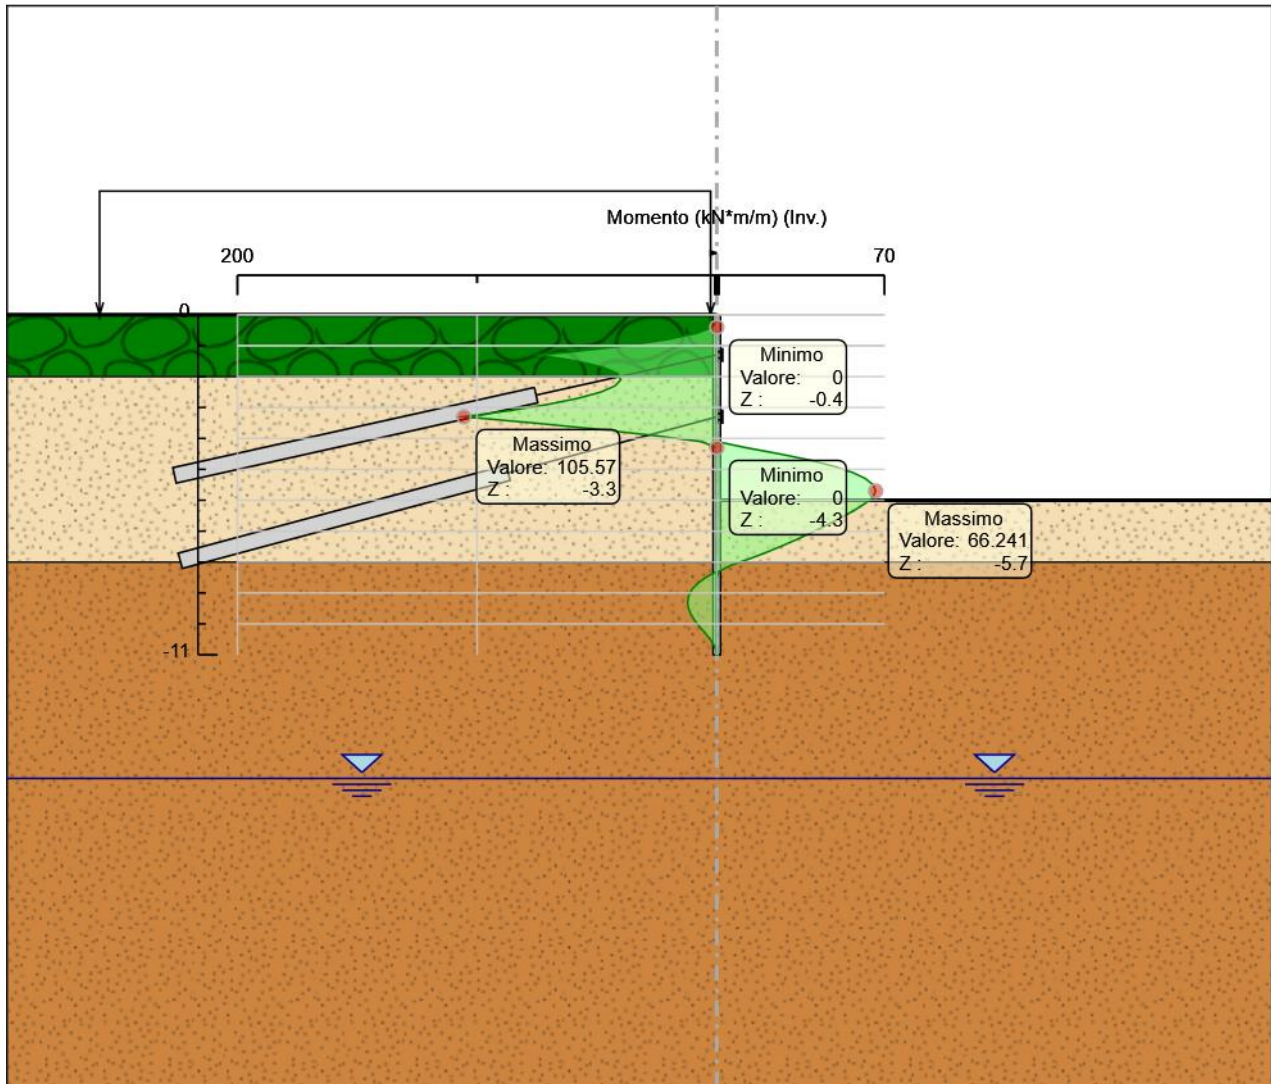 Momento (kN*m/m) (Inv.)
200
70
0
Minimo
Valore: 0
Z : -0.4
Massimo
Valore: 105.57
Z : -3.3
Minimo
Valore: 0
Z : -4.3
Massimo
Valore: 66.241
Z : -5.7
-11